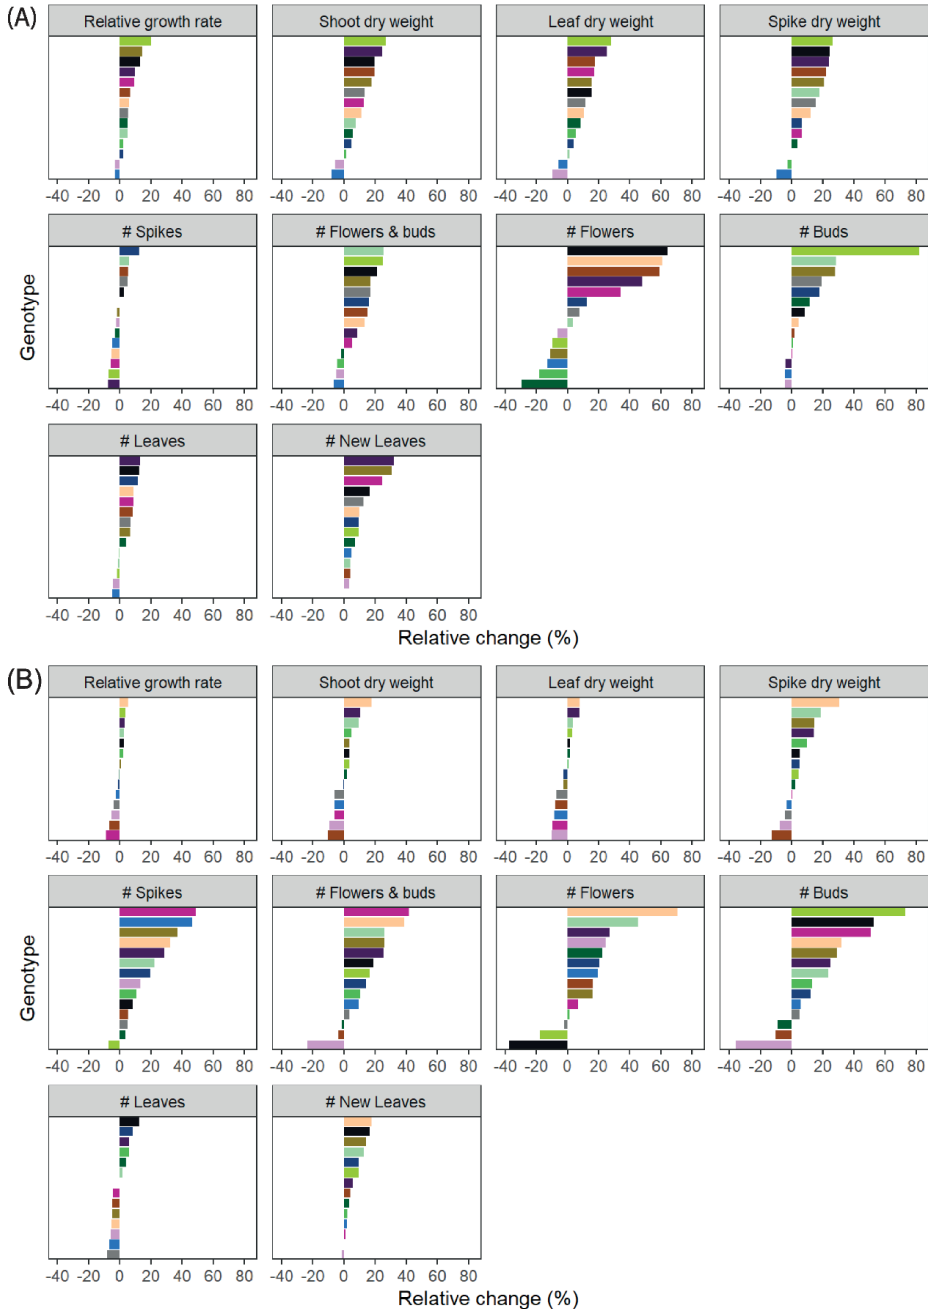 (A)
Relative growth rate Shoot dry weight Leaf dry weight Spike dry weight
-40 -20 0 20 40 60 80 -40 -20 0 20 40 60 80 -40 -20 0 20 40 60 80 -40 -20 0 20 40 60 80
# Spikes # Flowers & buds # Flowers # Buds
Genotype
-40 -20 0 20 40 60 80 -40 -20 0 20 40 60 80 -40 -20 0 20 40 60 80 -40 -20 0 20 40 60 80
# Leaves # New Leaves
-40 -20 0 20 40 60 80 -40 -20 0 20 40 60 80
Relative change (%)
(B)
Relative growth rate Shoot dry weight Leaf dry weight Spike dry weight
-40 -20 0 20 40 60 80 -40 -20 0 20 40 60 80 -40 -20 0 20 40 60 80 -40 -20 0 20 40 60 80
# Spikes # Flowers & buds # Flowers # Buds
Genotype
-40 -20 0 20 40 60 80 -40 -20 0 20 40 60 80 -40 -20 0 20 40 60 80 -40 -20 0 20 40 60 80
# Leaves # New Leaves
-40 -20 0 20 40 60 80 -40 -20 0 20 40 60 80
Relative change (%)